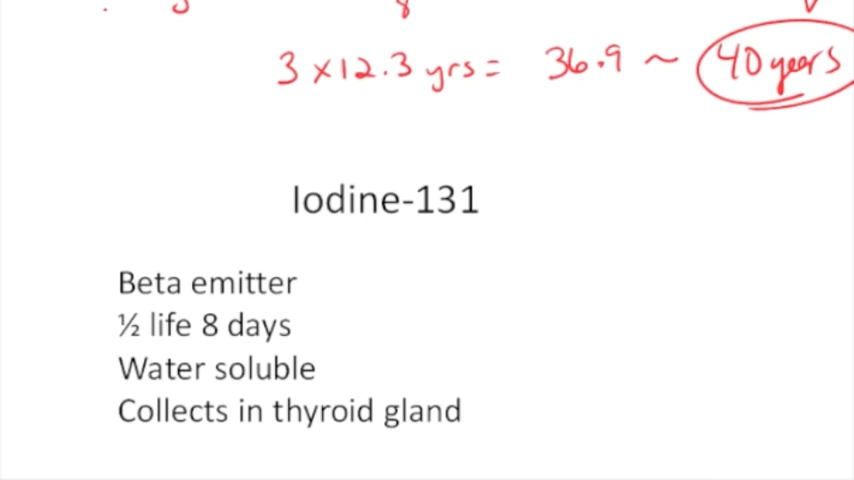 3 × 12.3 yrs = 36.9 ~ 40 years
Iodine-131
Beta emitter
½ life 8 days
Water soluble
Collects in thyroid gland